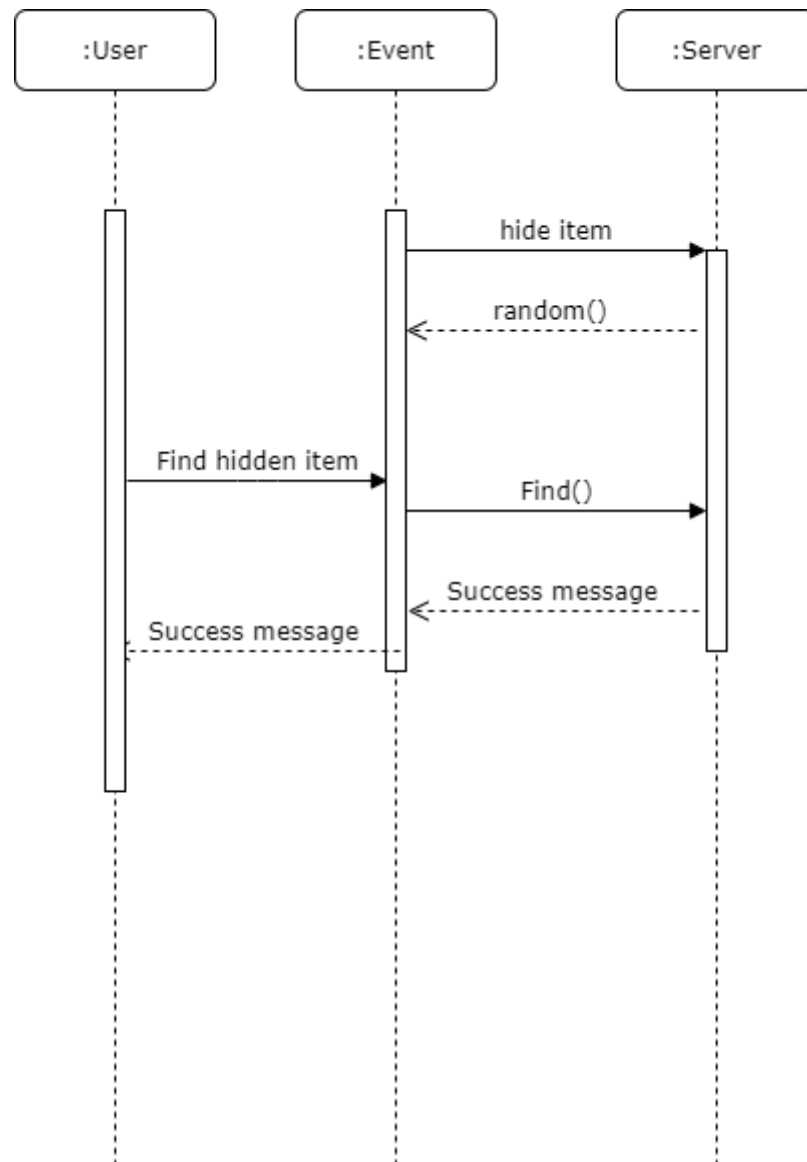 :User
:Event
:Server
hide item
random()
Find hidden item
Find()
Success message
Success message